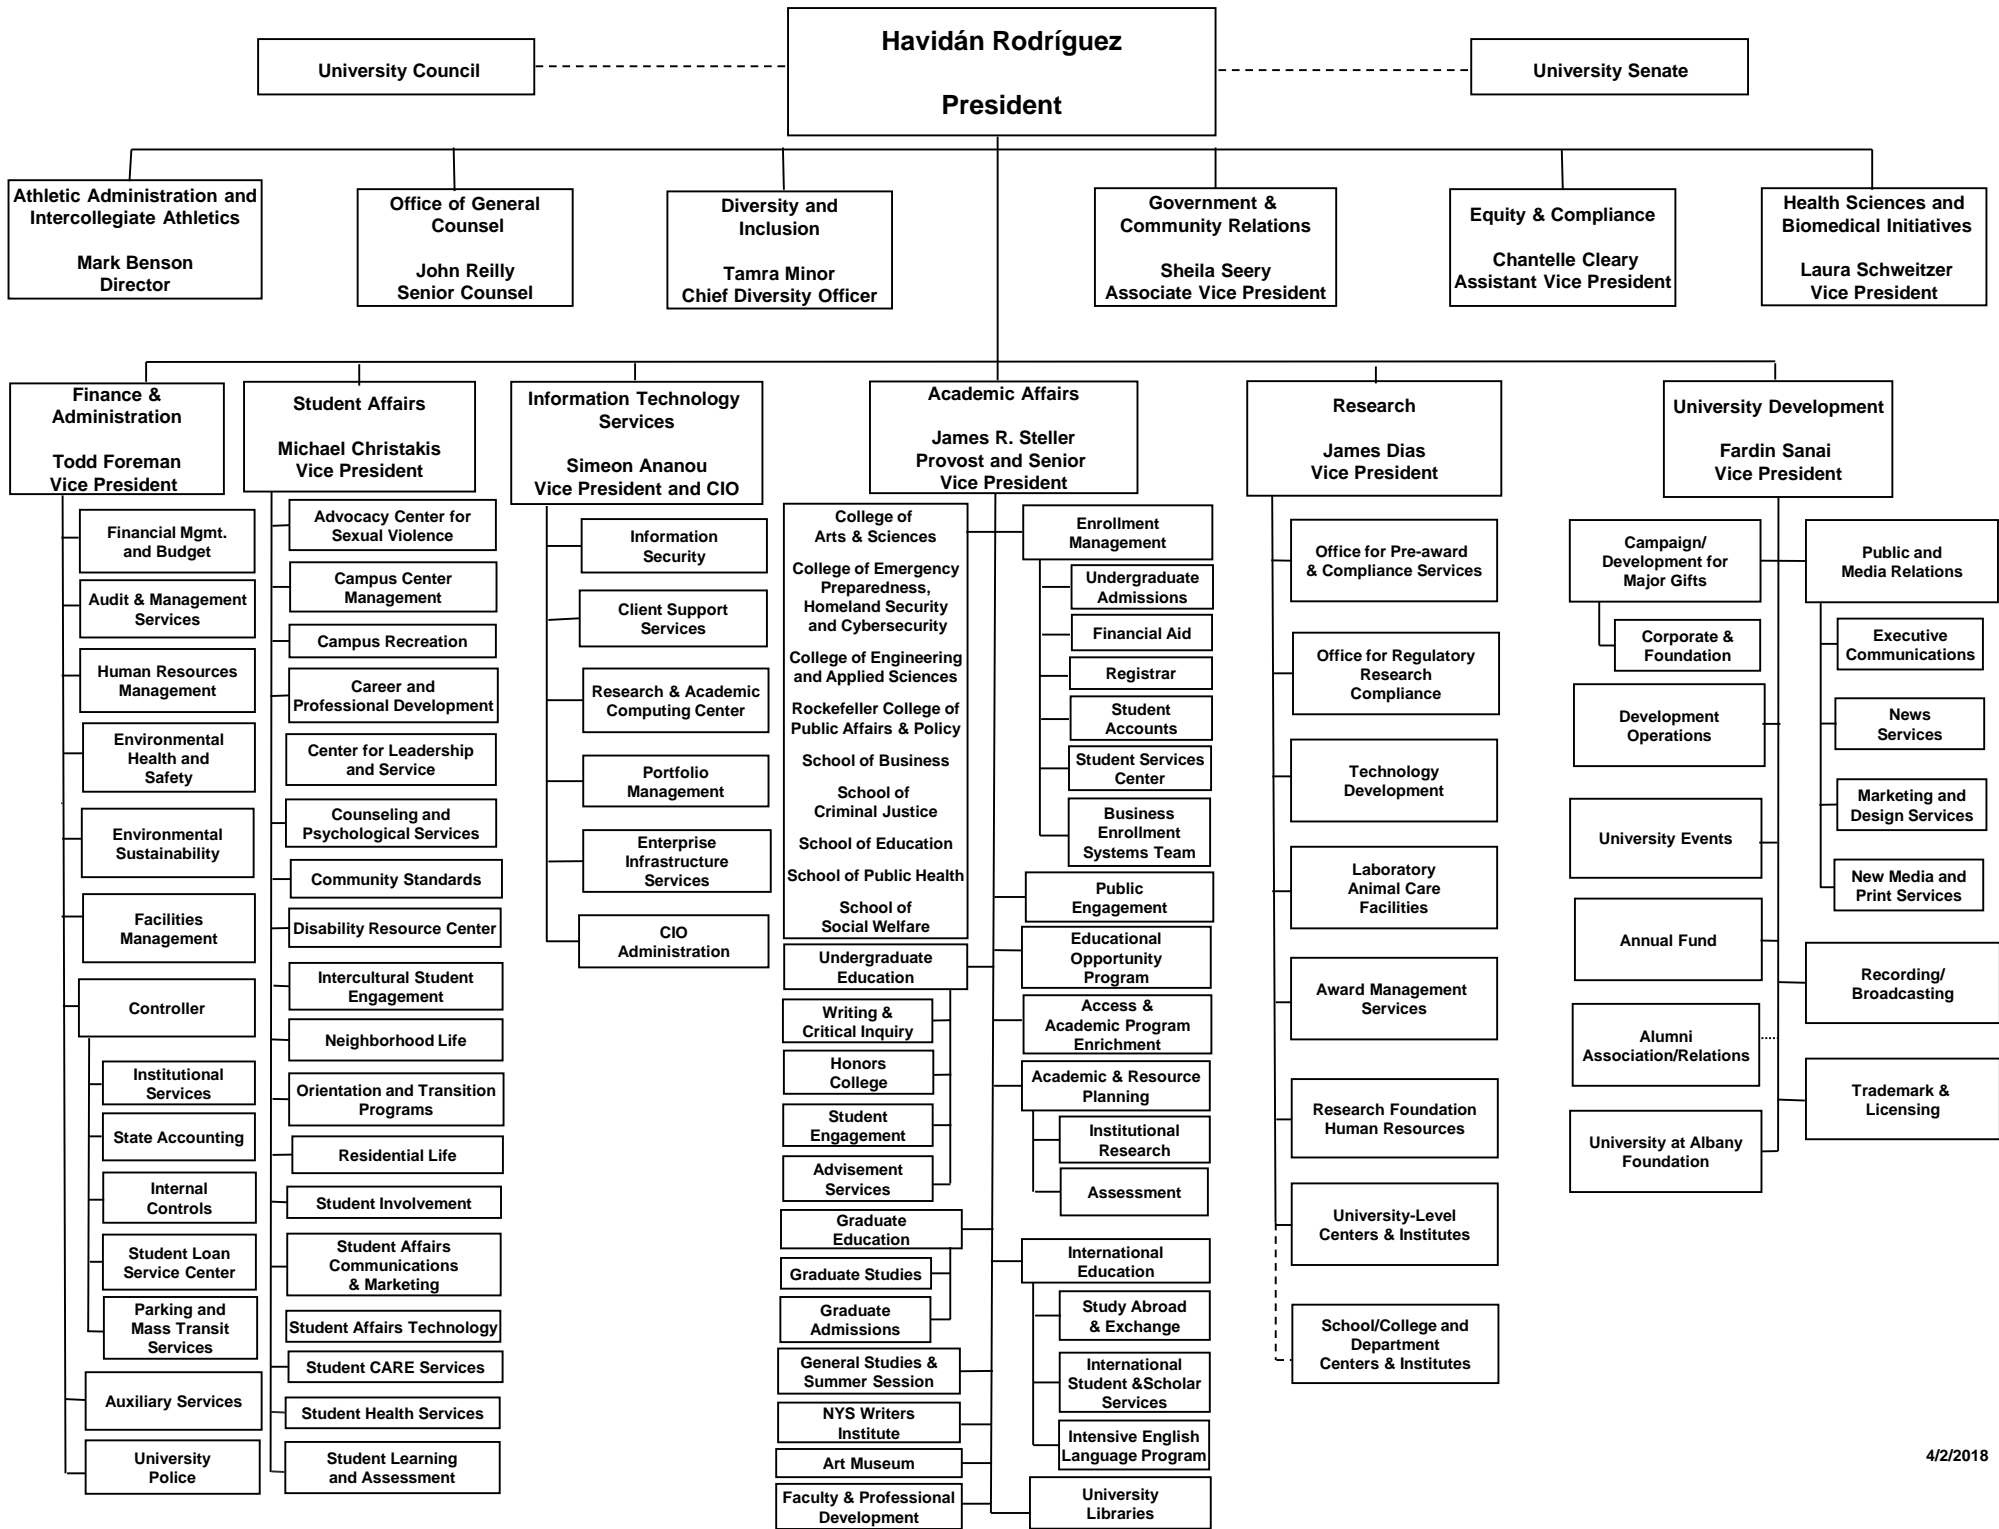 Havidán Rodríguez
President
University Council
University Senate
Athletic Administration and
Intercollegiate Athletics
Mark Benson
Director
Office of General
Counsel
John Reilly
Senior Counsel
Diversity and
Inclusion
Tamra Minor
Chief Diversity Officer
Government &
Community Relations
Sheila Seery
Associate Vice President
Equity & Compliance
Chantelle Cleary
Assistant Vice President
Health Sciences and
Biomedical Initiatives
Laura Schweitzer
Vice President
Finance &
Administration
Todd Foreman
Vice President
Financial Mgmt.
and Budget
Audit & Management
Services
Human Resources
Management
Environmental
Health and
Safety
Environmental
Sustainability
Facilities
Management
Controller
Institutional
Services
State Accounting
Internal
Controls
Student Loan
Service Center
Parking and
Mass Transit
Services
Auxiliary Services
University
Police
Student Affairs
Michael Christakis
Vice President
Advocacy Center for
Sexual Violence
Campus Center
Management
Campus Recreation
Career and
Professional Development
Center for Leadership
and Service
Counseling and
Psychological Services
Community Standards
Disability Resource Center
Intercultural Student
Engagement
Neighborhood Life
Orientation and Transition
Programs
Residential Life
Student Involvement
Student Affairs
Communications
& Marketing
Student Affairs Technology
Student CARE Services
Student Health Services
Student Learning
and Assessment
Information Technology
Services
Simeon Ananou
Vice President and CIO
Information
Security
Client Support
Services
Research & Academic
Computing Center
Portfolio
Management
Enterprise
Infrastructure
Services
CIO
Administration
Academic Affairs
James R. Steller
Provost and Senior
Vice President
College of
Arts & Sciences
College of Emergency
Preparedness,
Homeland Security
and Cybersecurity
College of Engineering
and Applied Sciences
Rockefeller College of
Public Affairs & Policy
School of Business
School of
Criminal Justice
School of Education
School of Public Health
School of
Social Welfare
Undergraduate
Education
Writing &
Critical Inquiry
Honors
College
Student
Engagement
Advisement
Services
Graduate
Education
Graduate Studies
Graduate
Admissions
General Studies &
Summer Session
NYS Writers
Institute
Art Museum
Faculty & Professional
Development
Enrollment
Management
Undergraduate
Admissions
Financial Aid
Registrar
Student
Accounts
Student Services
Center
Business
Enrollment
Systems Team
Public
Engagement
Educational
Opportunity
Program
Access &
Academic Program
Enrichment
Academic & Resource
Planning
Institutional
Research
Assessment
International
Education
Study Abroad
& Exchange
International
Student &Scholar
Services
Intensive English
Language Program
University
Libraries
Research
James Dias
Vice President
Office for Pre-award
& Compliance Services
Office for Regulatory
Research
Compliance
Technology
Development
Laboratory
Animal Care
Facilities
Award Management
Services
Research Foundation
Human Resources
University-Level
Centers & Institutes
School/College and
Department
Centers & Institutes
University Development
Fardin Sanai
Vice President
Campaign/
Development for
Major Gifts
Corporate &
Foundation
Development
Operations
University Events
Annual Fund
Alumni
Association/Relations
University at Albany
Foundation
Public and
Media Relations
Executive
Communications
News
Services
Marketing and
Design Services
New Media and
Print Services
Recording/
Broadcasting
Trademark &
Licensing
4/2/2018